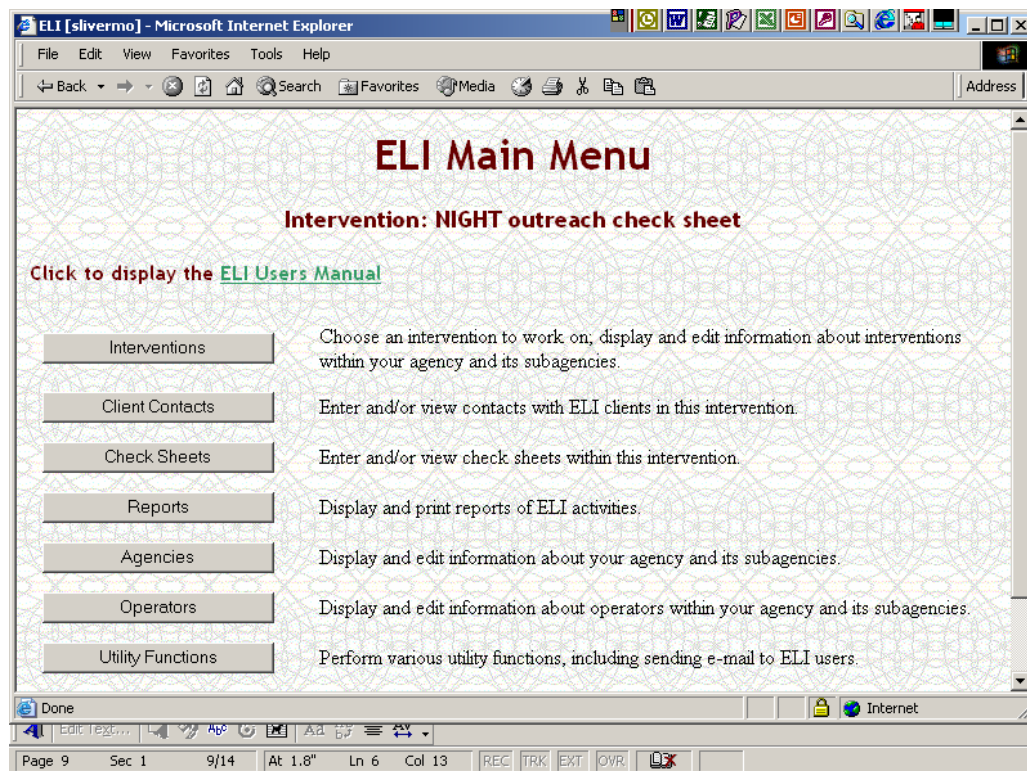 ELI [slivermo] - Microsoft Internet Explorer
File Edit View Favorites Tools Help
Back Search Favorites Media Address
ELI Main Menu
Intervention: NIGHT outreach check sheet
Click to display the ELI Users Manual
Interventions
Choose an intervention to work on; display and edit information about interventions
within your agency and its subagencies.
Client Contacts
Enter and/or view contacts with ELI clients in this intervention.
Check Sheets
Enter and/or view check sheets within this intervention.
Reports
Display and print reports of ELI activities.
Agencies
Display and edit information about your agency and its subagencies.
Operators
Display and edit information about operators within your agency and its subagencies.
Utility Functions
Perform various utility functions, including sending e-mail to ELI users.
Done Internet
Edit Text... Aa AV
Page 9 Sec 1 9/14 At 1.8" Ln 6 Col 13 REC TRK EXT OVR